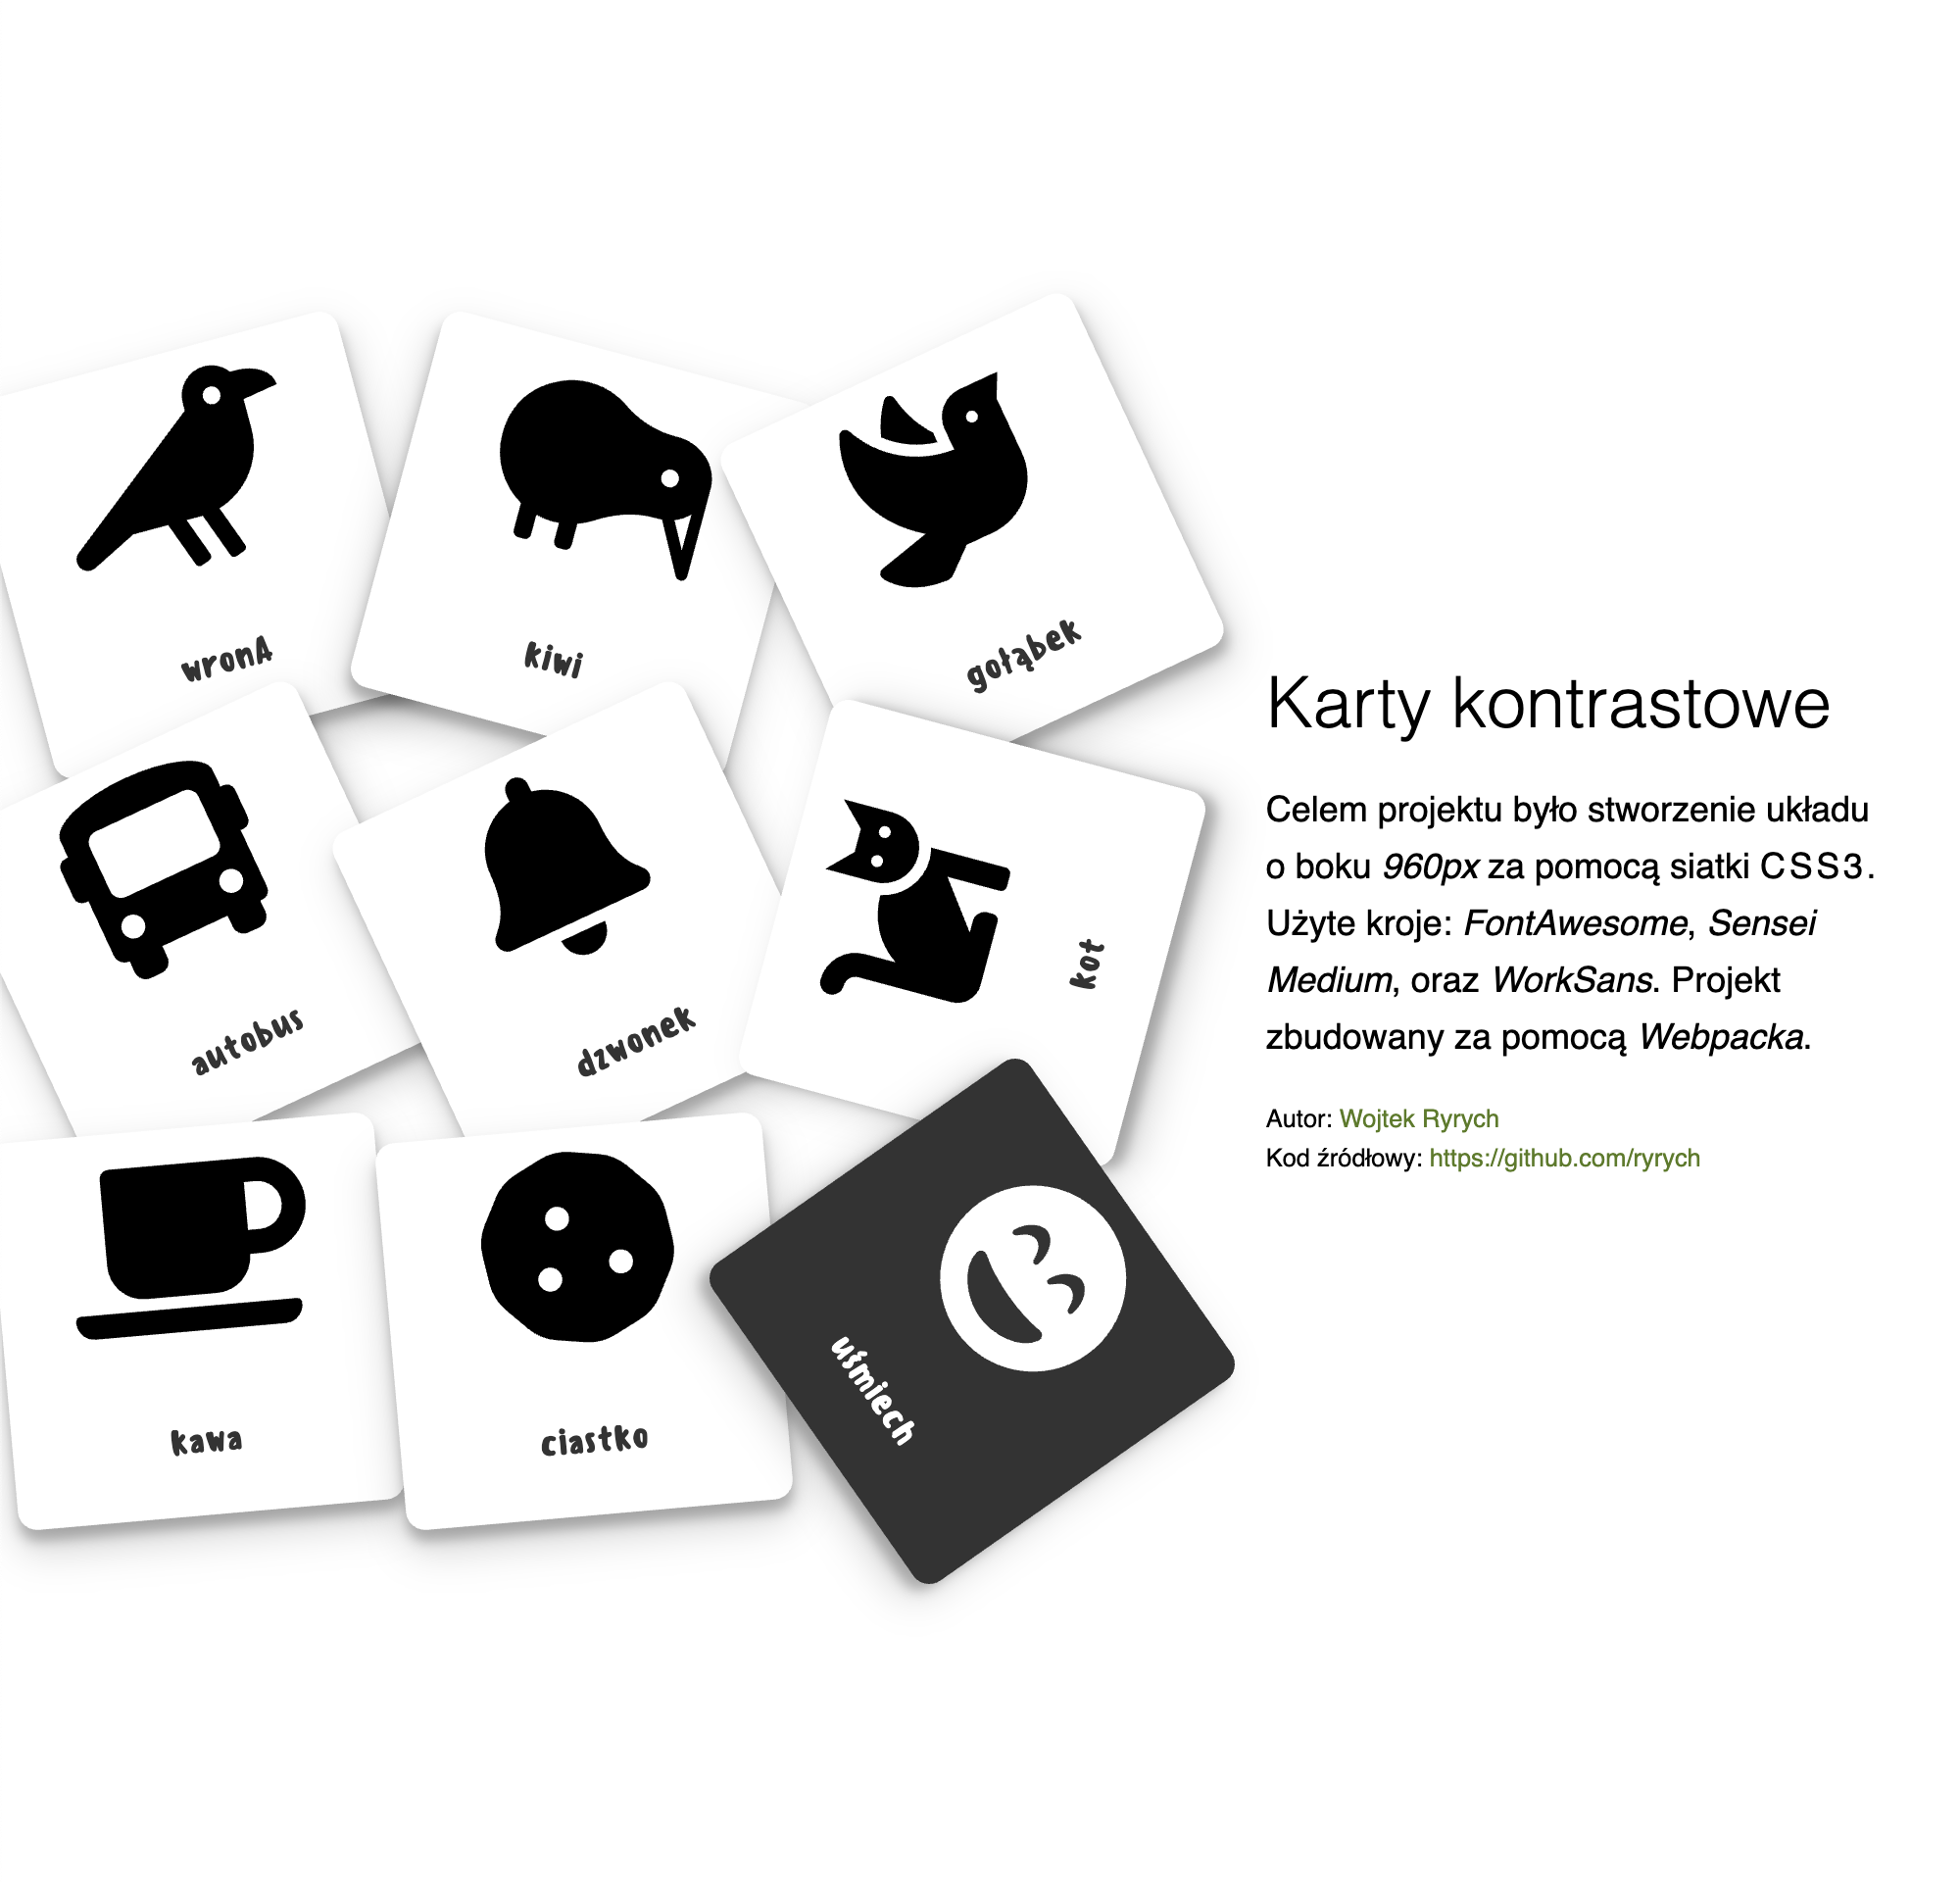 wronA
kiwi
gołąbek
autobus
dzwonek
kot
kawa
ciastko
uśmiech
Karty kontrastowe
Celem projektu było stworzenie układu
o boku 960px za pomocą siatki CSS3.
Użyte kroje: FontAwesome, Sensei
Medium, oraz WorkSans. Projekt
zbudowany za pomocą Webpacka.
Autor: Wojtek Ryrych
Kod źródłowy: https://github.com/ryrych